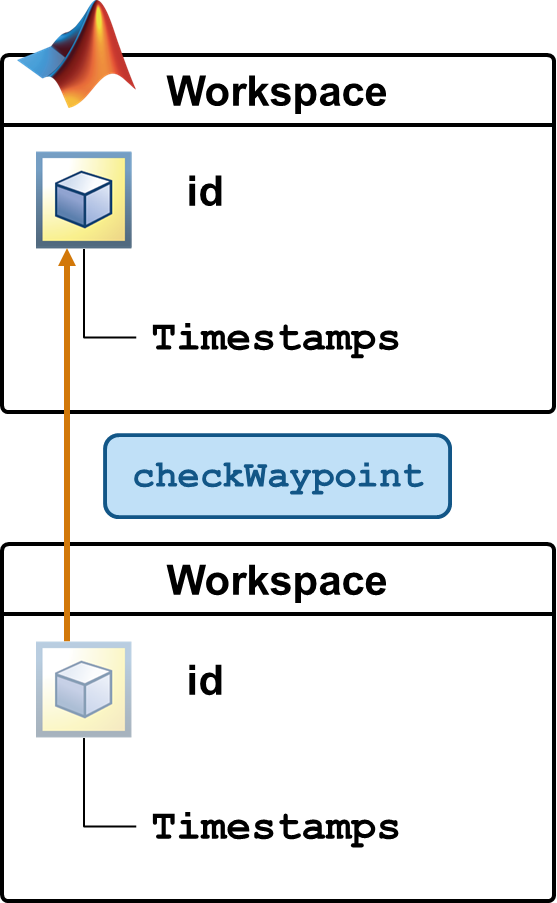 Workspace
id
Timestamps
checkWaypoint
Workspace
id
Timestamps